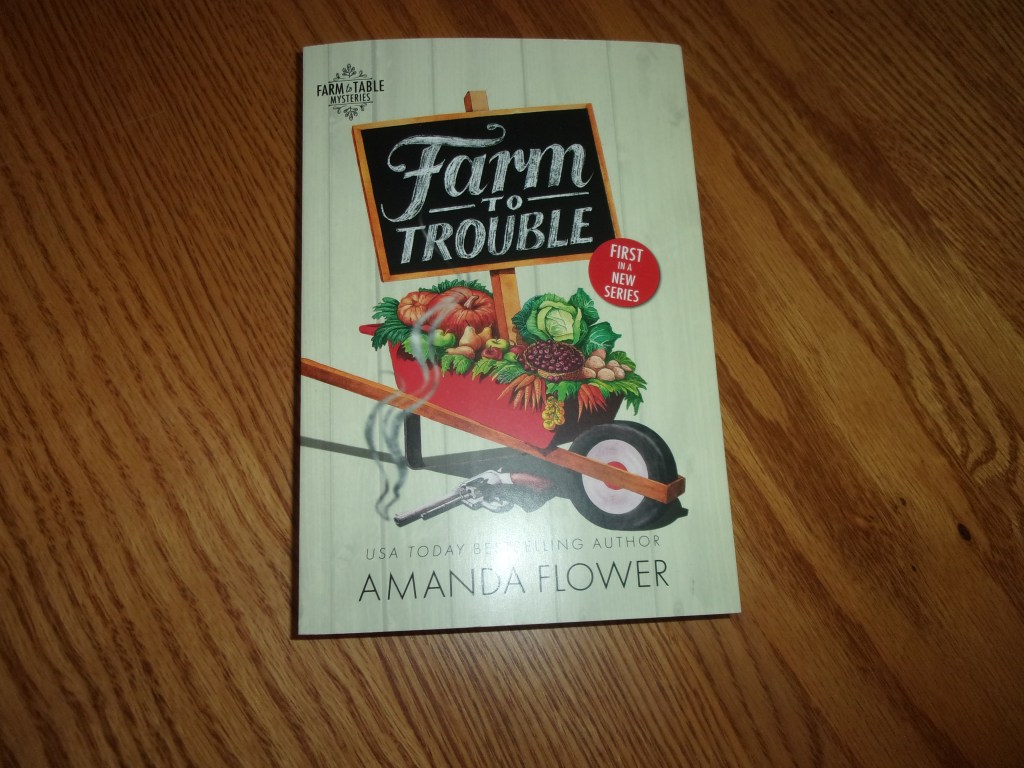 FARM to TABLE
MYSTERIES
Farm
TO
TROUBLE
FIRST
IN A
NEW
SERIES
USA TODAY BESTSELLING AUTHOR
AMANDA FLOWER